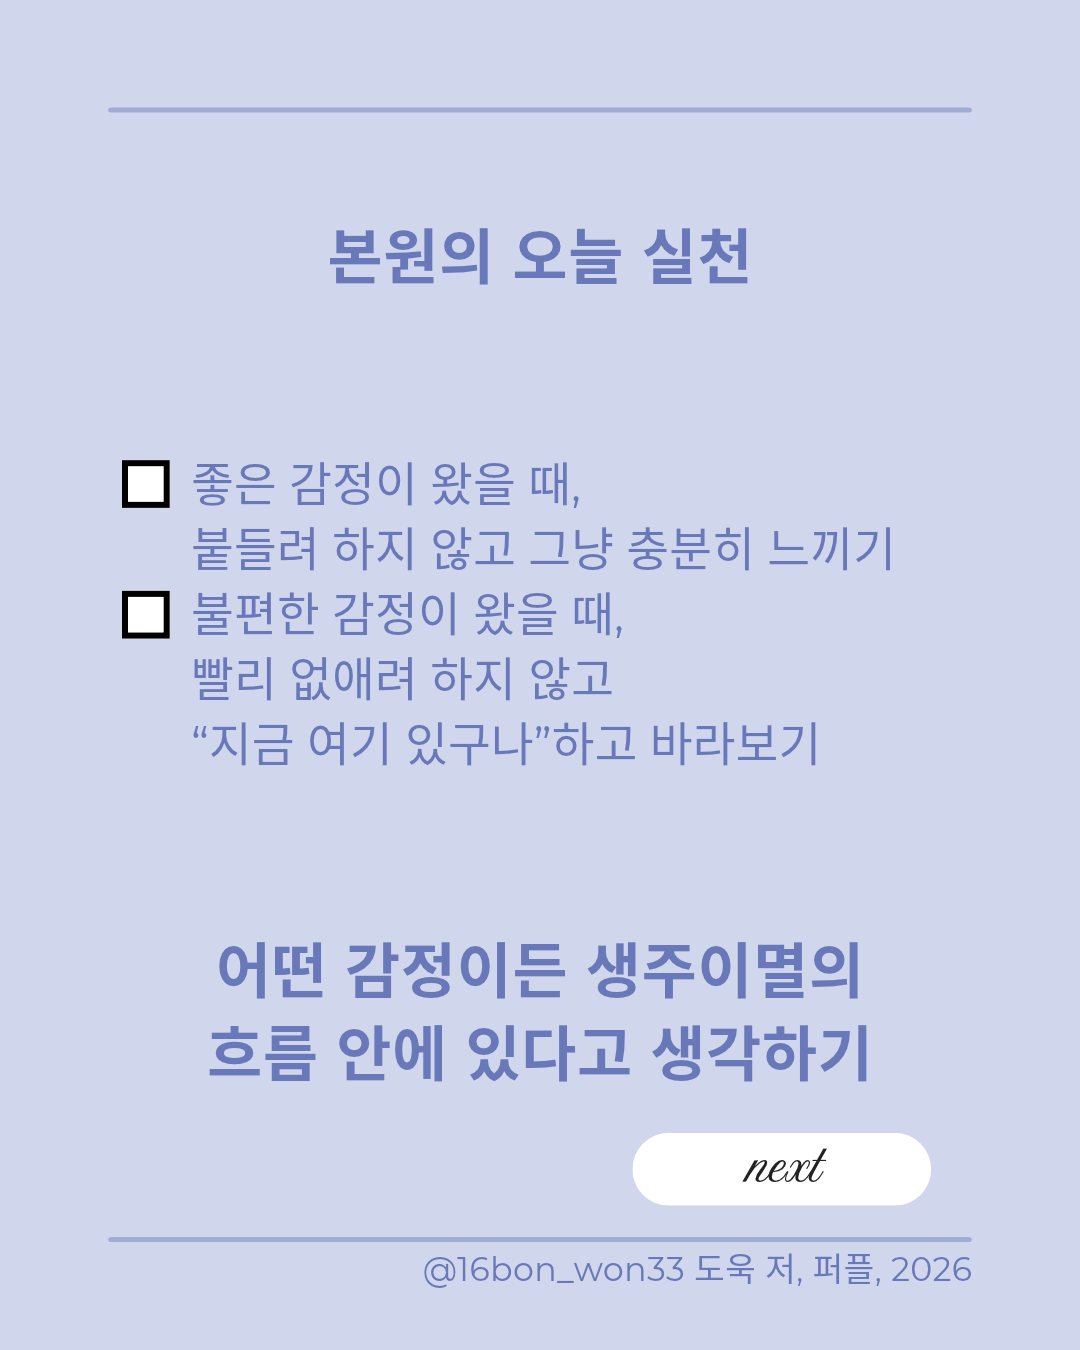 본원의 오늘 실천
좋은 감정이 왔을 때,
붙들려 하지 않고 그냥 충분히 느끼기
불편한 감정이 왔을 때,
빨리 없애려 하지 않고
“지금 여기 있구나”하고 바라보기
어떤 감정이든 생주이멸의
흐름 안에 있다고 생각하기
next
@16bon_won33 도욱 저, 퍼플, 2026